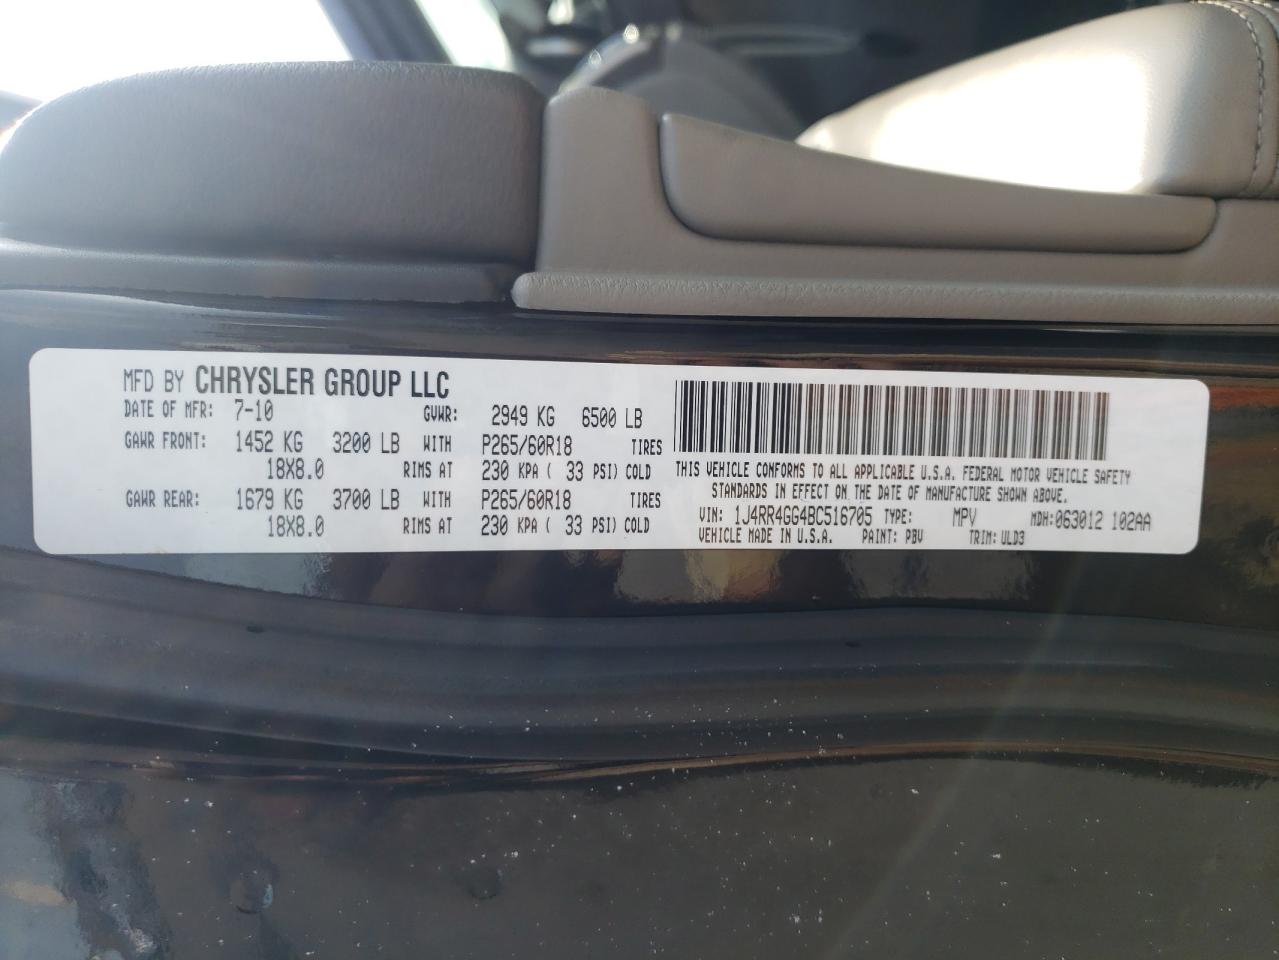 MFD BY CHRYSLER GROUP LLC
DATE OF MFR: 7-10 GVWR: 2949 KG 6500 LB
GAWR FRONT: 1452 KG 3200 LB WITH P265/60R18 TIRES
18X8.0 RIMS AT 230 KPA ( 33 PSI) COLD
GAWR REAR: 1679 KG 3700 LB WITH P265/60R18 TIRES
18X8.0 RIMS AT 230 KPA ( 33 PSI) COLD
THIS VEHICLE CONFORMS TO ALL APPLICABLE U.S.A. FEDERAL MOTOR VEHICLE SAFETY
STANDARDS IN EFFECT ON THE DATE OF MANUFACTURE SHOWN ABOVE.
VIN: 1J4RR4GG4BC516705 TYPE: MPV MDH: 063012 102AA
VEHICLE MADE IN U.S.A. PAINT: PBV TRIM: ULD3